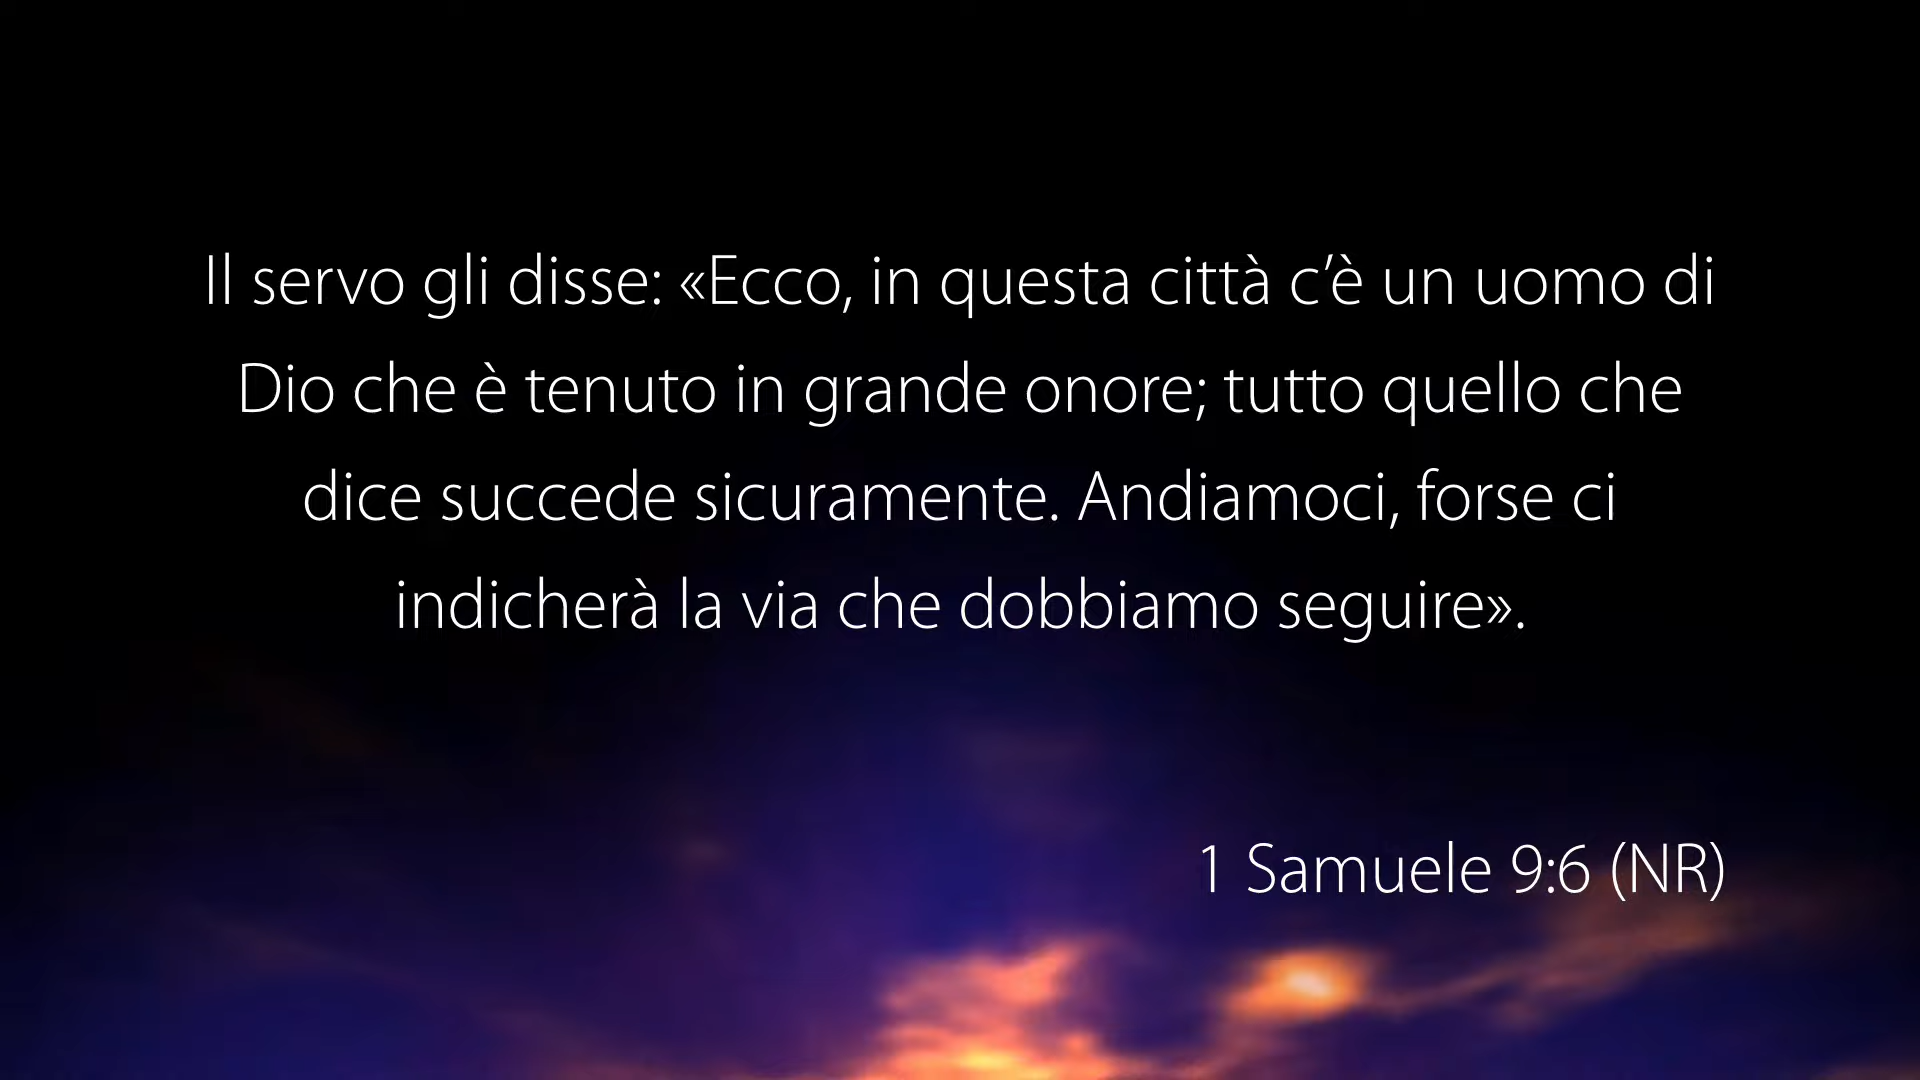 Il servo gli disse: «Ecco, in questa città c’è un uomo di
Dio che è tenuto in grande onore; tutto quello che
dice succede sicuramente. Andiamoci, forse ci
indicherà la via che dobbiamo seguire».
1 Samuele 9:6 (NR)